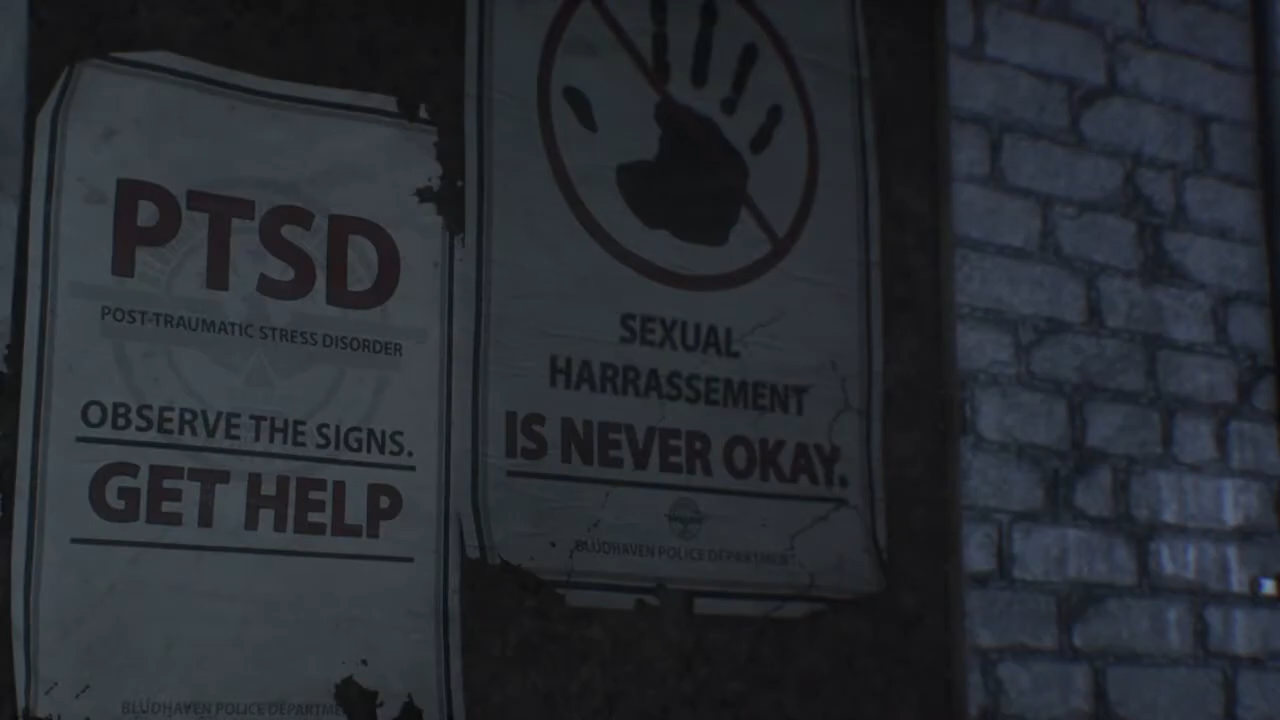 PTSD
POST-TRAUMATIC STRESS DISORDER
OBSERVE THE SIGNS.
GET HELP
BLUDHAVEN POLICE DEPARTME
SEXUAL
HARRASSEMENT
IS NEVER OKAY.
BLUDHAVEN POLICE DEPARTMENT